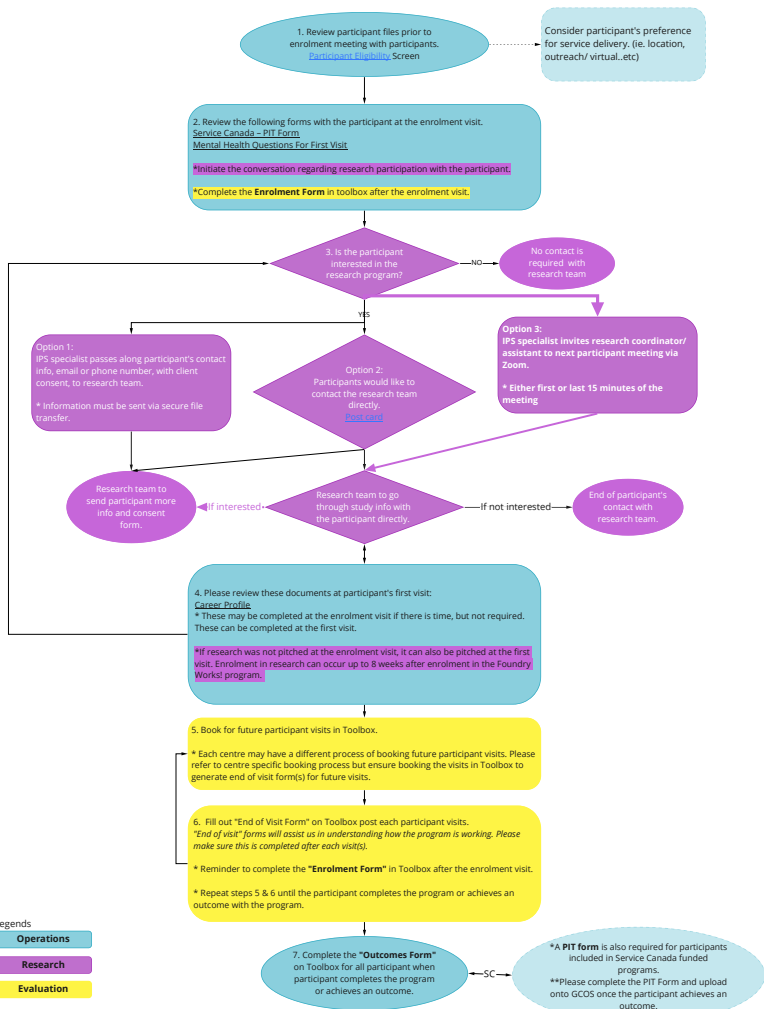 1. Review participant files prior to
enrolment meeting with participants.
Participant Eligibility Screen
Consider participant's preference
for service delivery. (ie. location,
outreach/ virtual..etc)
2. Review the following forms with the participant at the enrolment visit.
Service Canada – PIT Form
Mental Health Questions For First Visit
*Initiate the conversation regarding research participation with the participant.
*Complete the Enrolment Form in toolbox after the enrolment visit.
3. Is the participant
interested in the
research program?
NO
No contact is
required with
research team
YES
Option 1:
IPS specialist passes along participant's contact
info, email or phone number, with client
consent, to research team.
* Information must be sent via secure file
transfer.
Option 2:
Participants would like to
contact the research team
directly.
Post card
Option 3:
IPS specialist invites research coordinator/
assistant to next participant meeting via
Zoom.
* Either first or last 15 minutes of the
meeting
Research team to
send participant more
info and consent
form.
If interested
Research team to go
through study info with
the participant directly.
If not interested
End of participant's
contact with
research team.
4. Please review these documents at participant's first visit:
Career Profile
* These may be completed at the enrolment visit if there is time, but not required.
These can be completed at the first visit.
*If research was not pitched at the enrolment visit, it can also be pitched at the first
visit. Enrolment in research can occur up to 8 weeks after enrolment in the Foundry
Works! program.
5. Book for future participant visits in Toolbox.
* Each centre may have a different process of booking future participant visits. Please
refer to centre specific booking process but ensure booking the visits in Toolbox to
generate end of visit form(s) for future visits.
6. Fill out "End of Visit Form" on Toolbox post each participant visits.
"End of visit" forms will assist us in understanding how the program is working. Please
make sure this is completed after each visit(s).
* Reminder to complete the "Enrolment Form" in Toolbox after the enrolment visit.
* Repeat steps 5 & 6 until the participant completes the program or achieves an
outcome with the program.
7. Complete the "Outcomes Form"
on Toolbox for all participant when
participant completes the program
or achieves an outcome.
SC
*A PIT form is also required for participants
included in Service Canada funded
programs.
**Please complete the PIT Form and upload
onto GCOS once the participant achieves an
outcome.
egends
Operations
Research
Evaluation